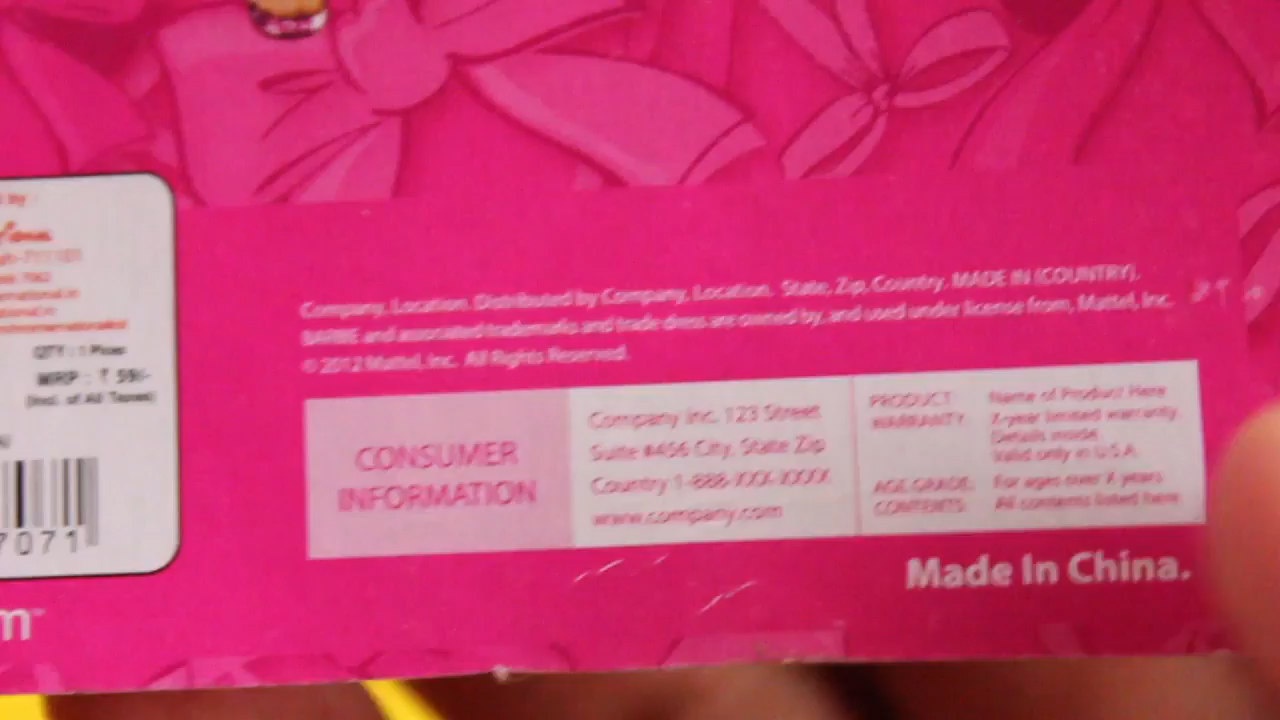 by :
711101
QTY : 1 Piece
MRP : ₹ 59/-
(Incl. of All Taxes)
7071
m™
Company, Location. Distributed by Company, Location. State, Zip, Country. MADE IN (COUNTRY).
BARBIE and associated trademarks and trade dress are owned by, and used under license from, Mattel, Inc.
© 2012 Mattel, Inc. All Rights Reserved.
CONSUMER
INFORMATION
Company Inc. 123 Street
Suite #456 City, State Zip
Country 1-888-XXX-XXXX
www.company.com
PRODUCT: Name of Product Here
WARRANTY: X-year limited warranty.
Details inside.
Valid only in U.S.A.
AGE GRADE: For ages over X years
CONTENTS: All contents listed here
Made In China.